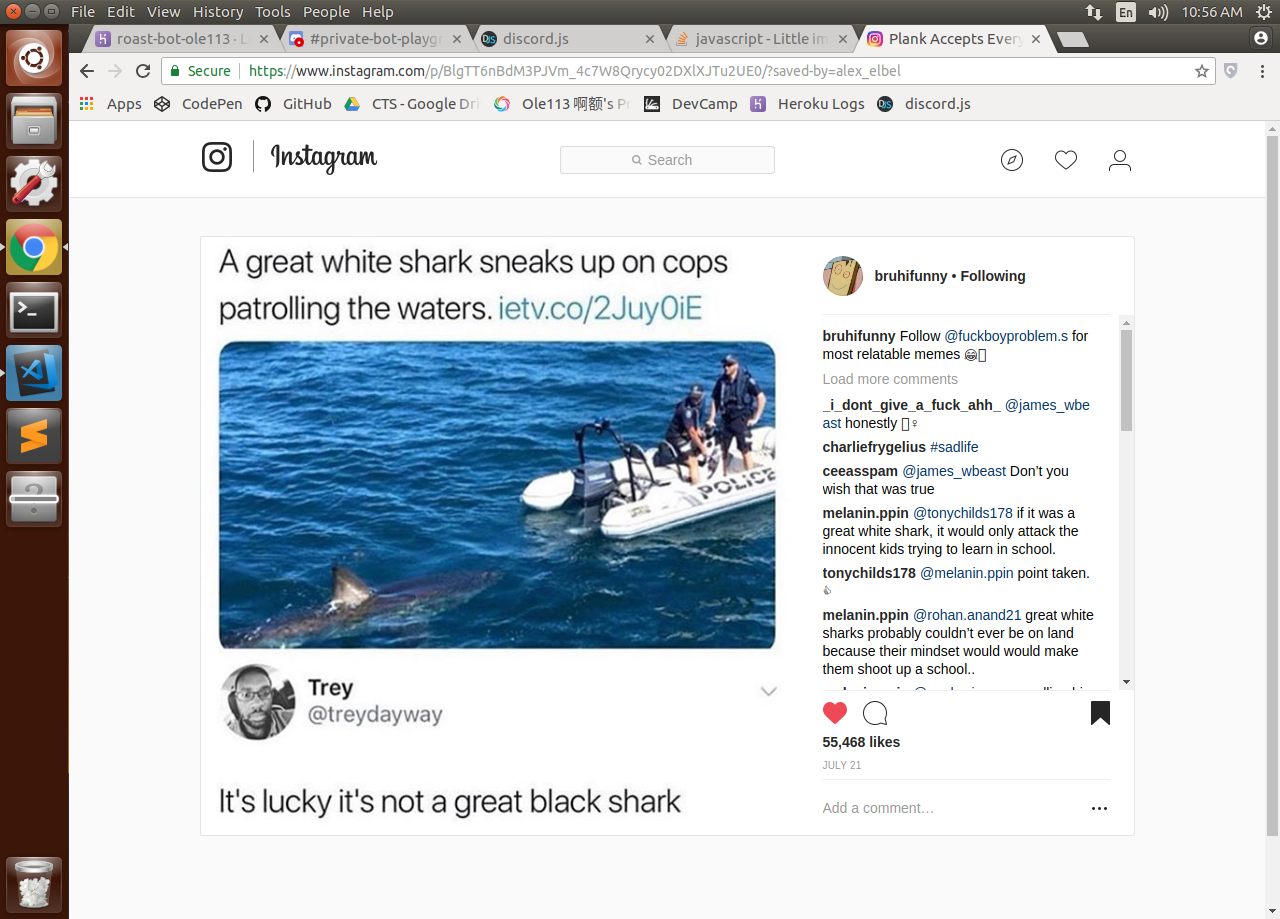 File Edit View History Tools People Help
En 10:56 AM
roast-bot-ole113 · L
#private-bot-playgr
discord.js
javascript - Little im
Plank Accepts Every
Secure https://www.instagram.com/p/BlgTT6nBdM3PJVm_4c7W8Qrycy02DXlXJTu2UE0/?saved-by=alex_elbel
Apps CodePen GitHub CTS - Google Dri Ole113 啊额's Pr DevCamp Heroku Logs discord.js
Instagram
Search
A great white shark sneaks up on cops
patrolling the waters. ietv.co/2Juy0iE
POLICE
Trey
@treydayway
It's lucky it's not a great black shark
bruhifunny • Following
bruhifunny Follow @fuckboyproblem.s for
most relatable memes 😂
Load more comments
_i_dont_give_a_fuck_ahh_ @james_wbe
ast honestly ♀
charliefrygelius #sadlife
ceeasspam @james_wbeast Don't you
wish that was true
melanin.ppin @tonychilds178 if it was a
great white shark, it would only attack the
innocent kids trying to learn in school.
tonychilds178 @melanin.ppin point taken.
👍
melanin.ppin @rohan.anand21 great white
sharks probably couldn't ever be on land
because their mindset would would make
them shoot up a school..
55,468 likes
JULY 21
Add a comment…